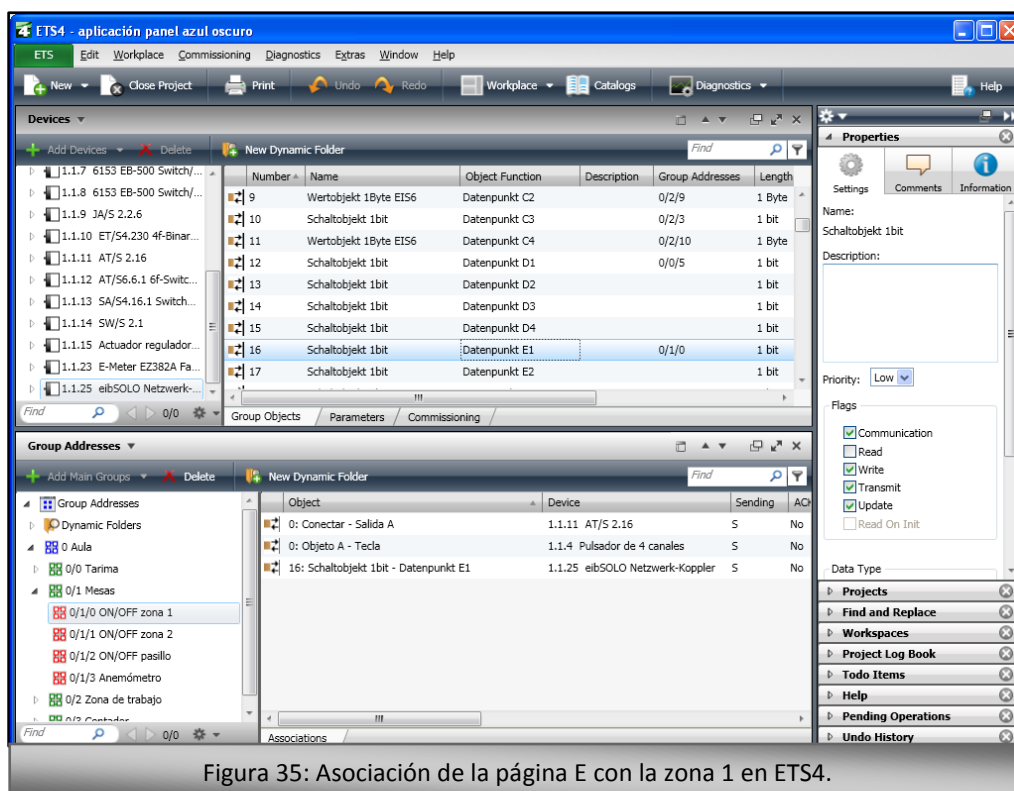 ETS4 - aplicación panel azul oscuro
ETS Edit Workplace Commissioning Diagnostics Extras Window Help
New Close Project Print Undo Redo Workplace Catalogs Diagnostics Help
Devices
Add Devices Delete New Dynamic Folder Find
1.1.7 6153 EB-500 Switch/...
1.1.8 6153 EB-500 Switch/...
1.1.9 JA/S 2.2.6
1.1.10 ET/S4.230 4f-Binar...
1.1.11 AT/S 2.16
1.1.12 AT/S6.6.1 6f-Switc...
1.1.13 SA/S4.16.1 Switch...
1.1.14 SW/S 2.1
1.1.15 Actuador regulador...
1.1.23 E-Meter EZ382A Fa...
1.1.25 eibSOLO Netzwerk-...
Find 0/0
Number Name Object Function Description Group Addresses Length
9 Wertobjekt 1Byte EIS6 Datenpunkt C2 0/2/9 1 Byte
10 Schaltobjekt 1bit Datenpunkt C3 0/2/3 1 bit
11 Wertobjekt 1Byte EIS6 Datenpunkt C4 0/2/10 1 Byte
12 Schaltobjekt 1bit Datenpunkt D1 0/0/5 1 bit
13 Schaltobjekt 1bit Datenpunkt D2 1 bit
14 Schaltobjekt 1bit Datenpunkt D3 1 bit
15 Schaltobjekt 1bit Datenpunkt D4 1 bit
16 Schaltobjekt 1bit Datenpunkt E1 0/1/0 1 bit
17 Schaltobjekt 1bit Datenpunkt E2 1 bit
Group Objects Parameters Commissioning
Group Addresses
Add Main Groups Delete New Dynamic Folder Find
Group Addresses
Dynamic Folders
0 Aula
0/0 Tarima
0/1 Mesas
0/1/0 ON/OFF zona 1
0/1/1 ON/OFF zona 2
0/1/2 ON/OFF pasillo
0/1/3 Anemómetro
0/2 Zona de trabajo
0/3 Contador
Find 0/0
Object Device Sending ACK
0: Conectar - Salida A 1.1.11 AT/S 2.16 S No
0: Objeto A - Tecla 1.1.4 Pulsador de 4 canales S No
16: Schaltobjekt 1bit - Datenpunkt E1 1.1.25 eibSOLO Netzwerk-Koppler S No
Associations
Properties
Settings Comments Information
Name:
Schaltobjekt 1bit
Description:
Priority: Low
Flags
Communication
Read
Write
Transmit
Update
Read On Init
Data Type
Projects
Find and Replace
Workspaces
Project Log Book
Todo Items
Help
Pending Operations
Undo History
Figura 35: Asociación de la página E con la zona 1 en ETS4.